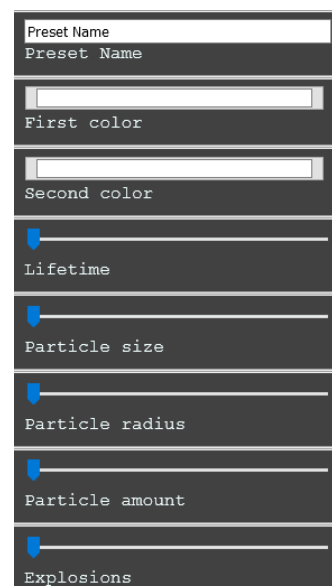 Preset Name
Preset Name
First color
Second color
Lifetime
Particle size
Particle radius
Particle amount
Explosions